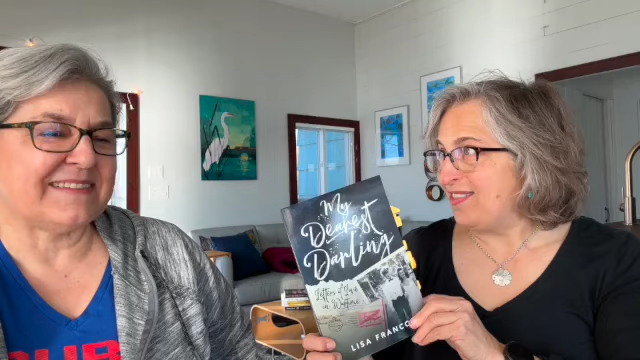 My
Dearest
Darling
Letters of Love
in Wartime
LISA FRANCO